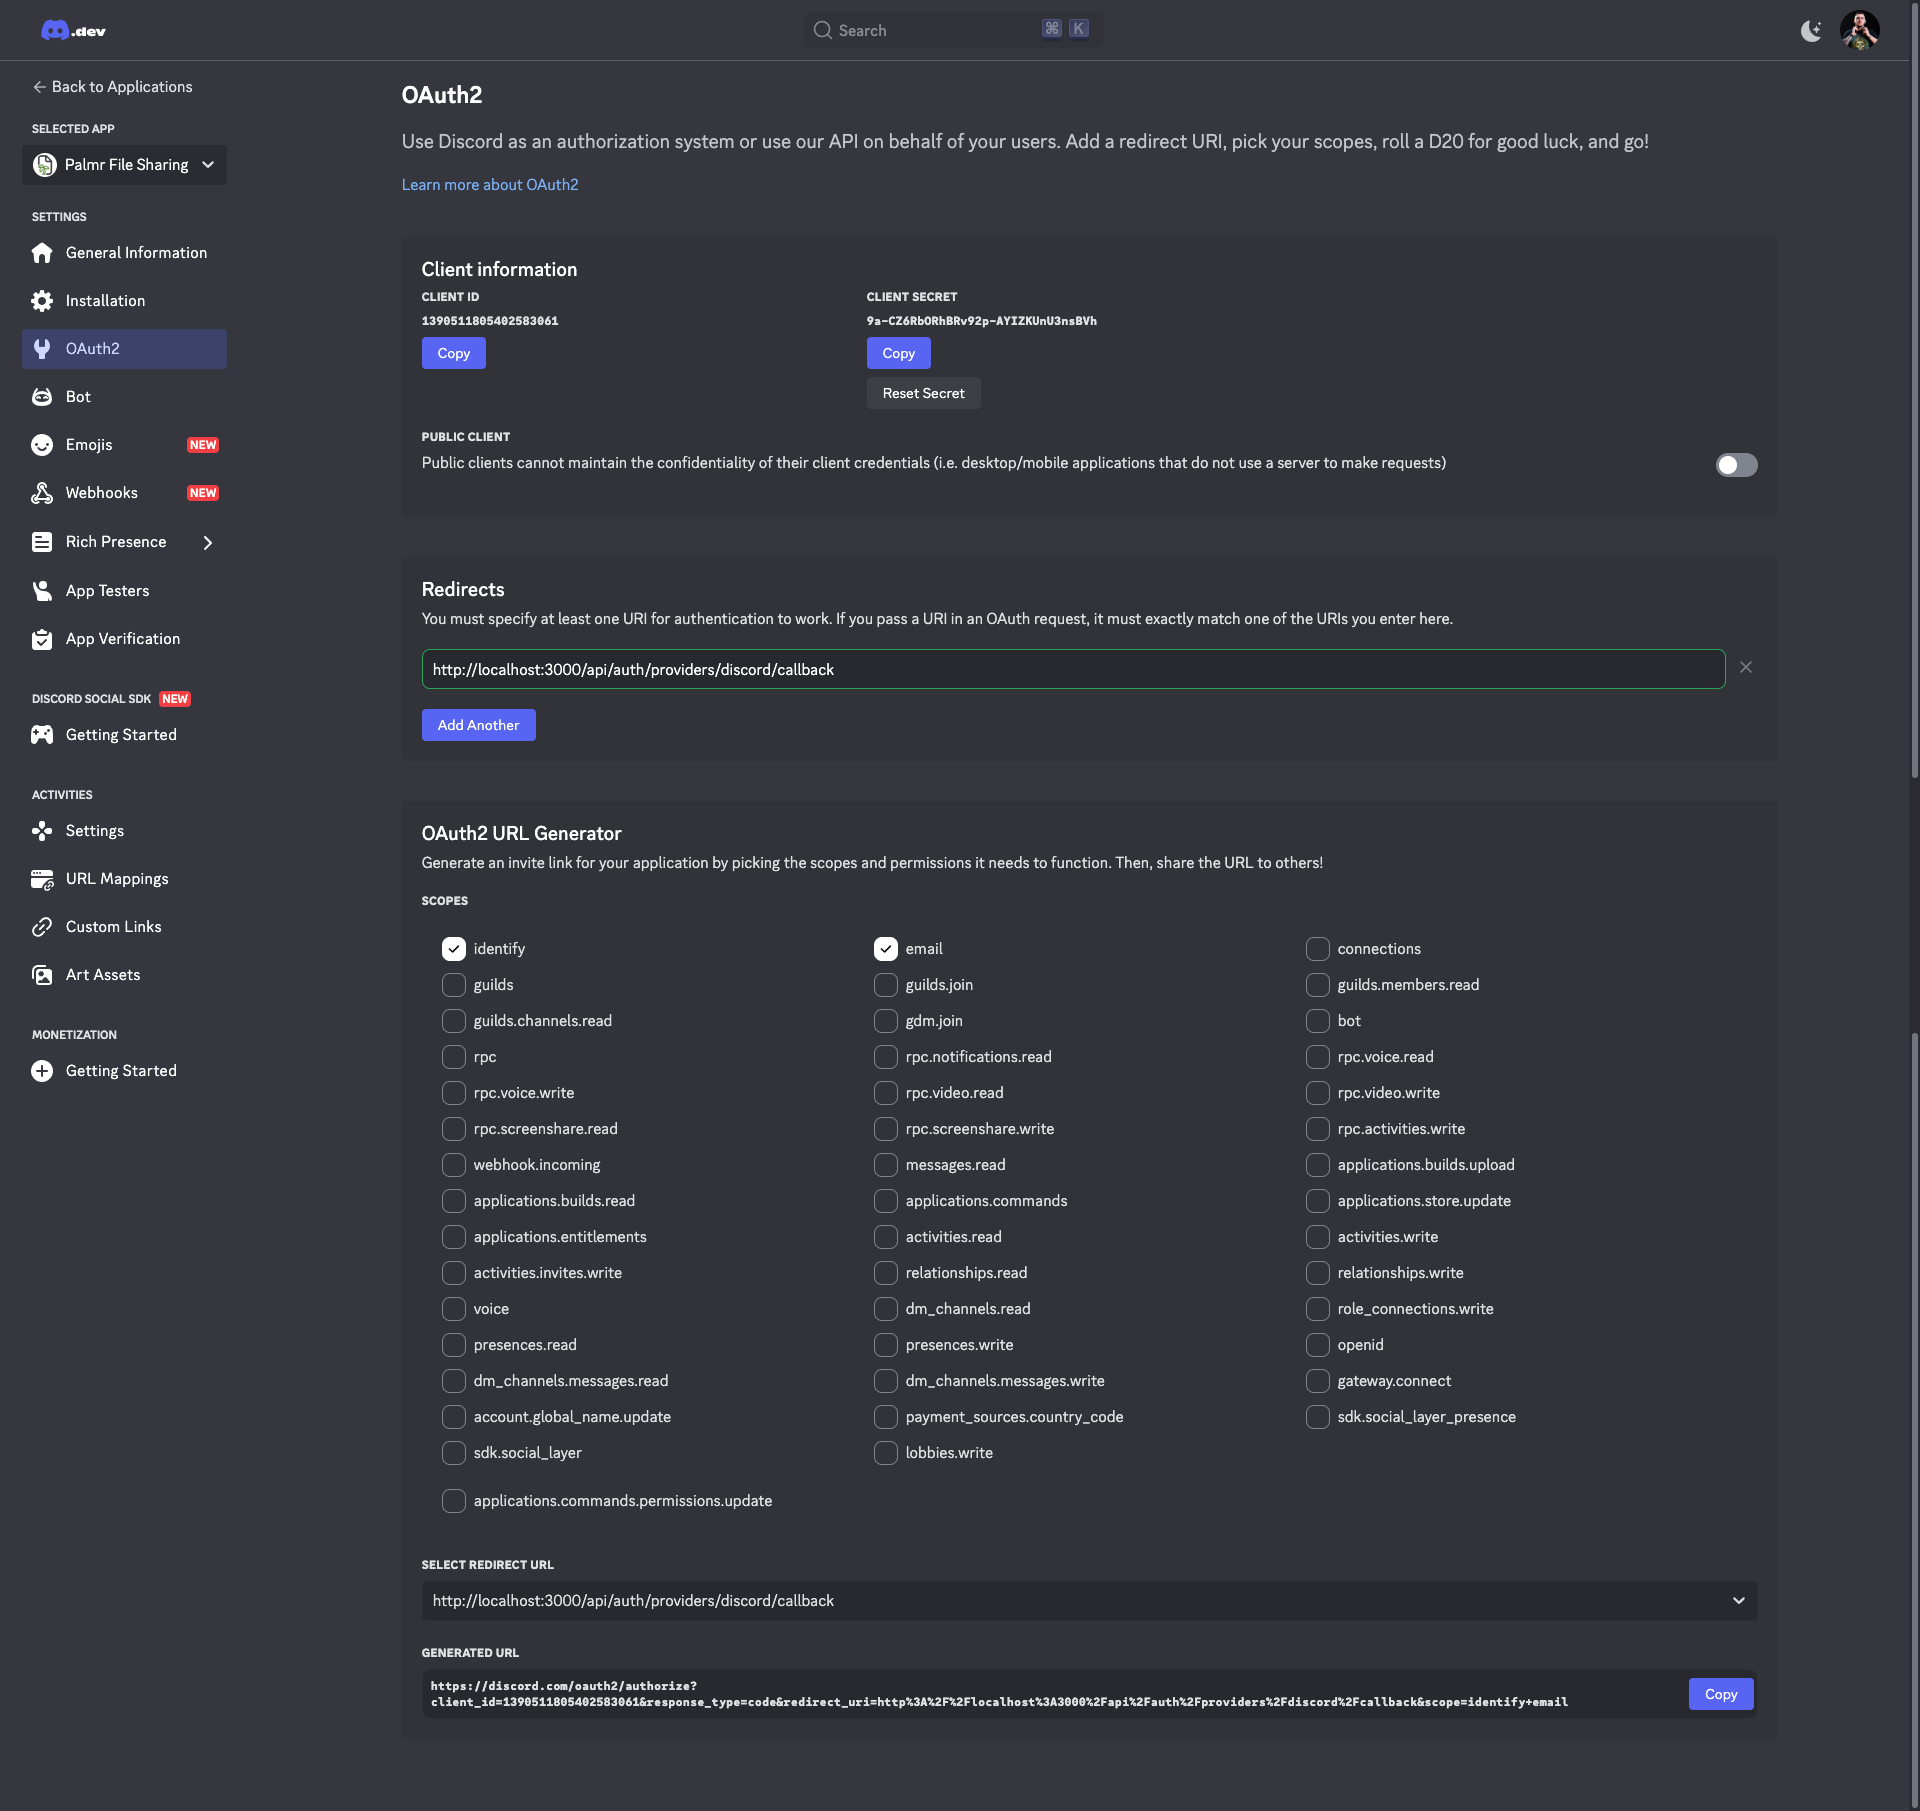 .dev
Search
⌘ K
← Back to Applications
SELECTED APP
Palmr File Sharing
SETTINGS
General Information
Installation
OAuth2
Bot
Emojis NEW
Webhooks NEW
Rich Presence
App Testers
App Verification
DISCORD SOCIAL SDK NEW
Getting Started
ACTIVITIES
Settings
URL Mappings
Custom Links
Art Assets
MONETIZATION
Getting Started
OAuth2
Use Discord as an authorization system or use our API on behalf of your users. Add a redirect URI, pick your scopes, roll a D20 for good luck, and go!
Learn more about OAuth2
Client information
CLIENT ID
1390511805402583061
Copy
CLIENT SECRET
9a-CZ6RbORhBRv92p-AYIZKUnU3nsBVh
Copy
Reset Secret
PUBLIC CLIENT
Public clients cannot maintain the confidentiality of their client credentials (i.e. desktop/mobile applications that do not use a server to make requests)
Redirects
You must specify at least one URI for authentication to work. If you pass a URI in an OAuth request, it must exactly match one of the URIs you enter here.
http://localhost:3000/api/auth/providers/discord/callback
Add Another
OAuth2 URL Generator
Generate an invite link for your application by picking the scopes and permissions it needs to function. Then, share the URL to others!
SCOPES
identify email connections
guilds guilds.join guilds.members.read
guilds.channels.read gdm.join bot
rpc rpc.notifications.read rpc.voice.read
rpc.voice.write rpc.video.read rpc.video.write
rpc.screenshare.read rpc.screenshare.write rpc.activities.write
webhook.incoming messages.read applications.builds.upload
applications.builds.read applications.commands applications.store.update
applications.entitlements activities.read activities.write
activities.invites.write relationships.read relationships.write
voice dm_channels.read role_connections.write
presences.read presences.write openid
dm_channels.messages.read dm_channels.messages.write gateway.connect
account.global_name.update payment_sources.country_code sdk.social_layer_presence
sdk.social_layer lobbies.write
applications.commands.permissions.update
SELECT REDIRECT URL
http://localhost:3000/api/auth/providers/discord/callback
GENERATED URL
https://discord.com/oauth2/authorize?
client_id=1390511805402583061&response_type=code&redirect_uri=http%3A%2F%2Flocalhost%3A3000%2Fapi%2Fauth%2Fproviders%2Fdiscord%2Fcallback&scope=identify+email
Copy